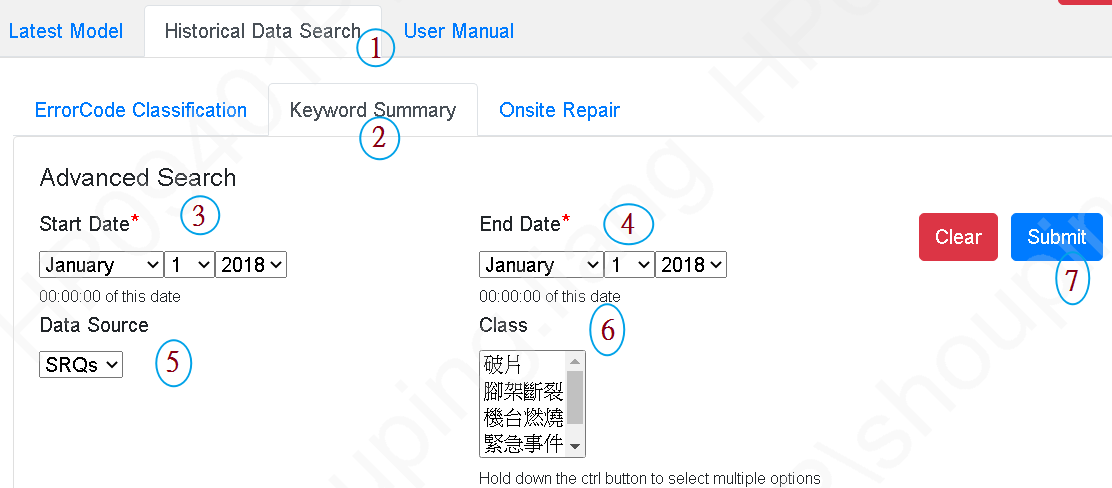 Latest Model Historical Data Search User Manual
1
ErrorCode Classification Keyword Summary Onsite Repair
2
Advanced Search
Start Date* 3 End Date* 4 Clear Submit
January 1 2018 January 1 2018 7
00:00:00 of this date 00:00:00 of this date
Data Source Class 6
SRQs 5
破片
腳架斷裂
機台燃燒
緊急事件
Hold down the ctrl button to select multiple options